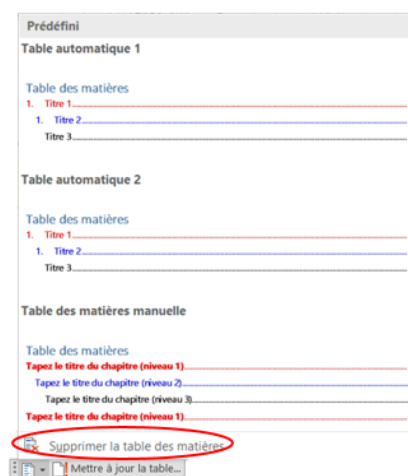 Prédéfini
Table automatique 1
Table des matières
1. Titre 1
1. Titre 2
Titre 3
Table automatique 2
Table des matières
1. Titre 1
1. Titre 2
Titre 3
Table des matières manuelle
Table des matières
Tapez le titre du chapitre (niveau 1)
Tapez le titre du chapitre (niveau 2)
Tapez le titre du chapitre (niveau 3)
Tapez le titre du chapitre (niveau 1)
Supprimer la table des matières
Mettre à jour la table...